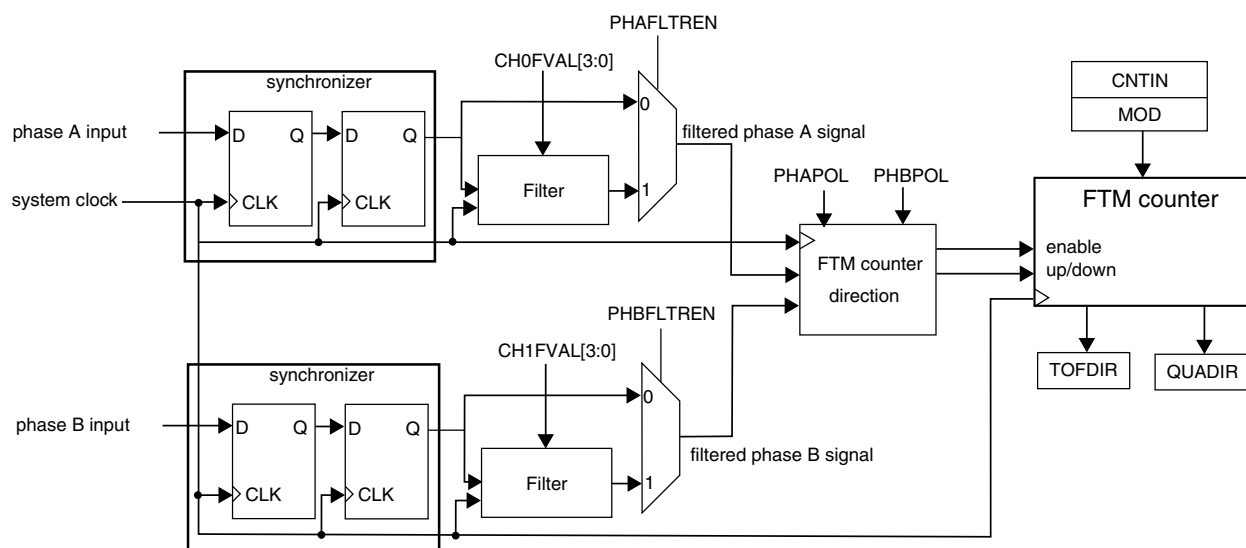 PHAFLTREN
CH0FVAL[3:0]
synchronizer
CNTIN
MOD
0
phase A input
D
Q
D
Q
filtered phase A signal
system clock
CLK
CLK
Filter
1
PHAPOL
PHBPOL
FTM counter
enable
up/down
FTM counter
direction
PHBFLTREN
CH1FVAL[3:0]
synchronizer
TOFDIR
QUADIR
0
phase B input
D
Q
D
Q
filtered phase B signal
CLK
CLK
Filter
1